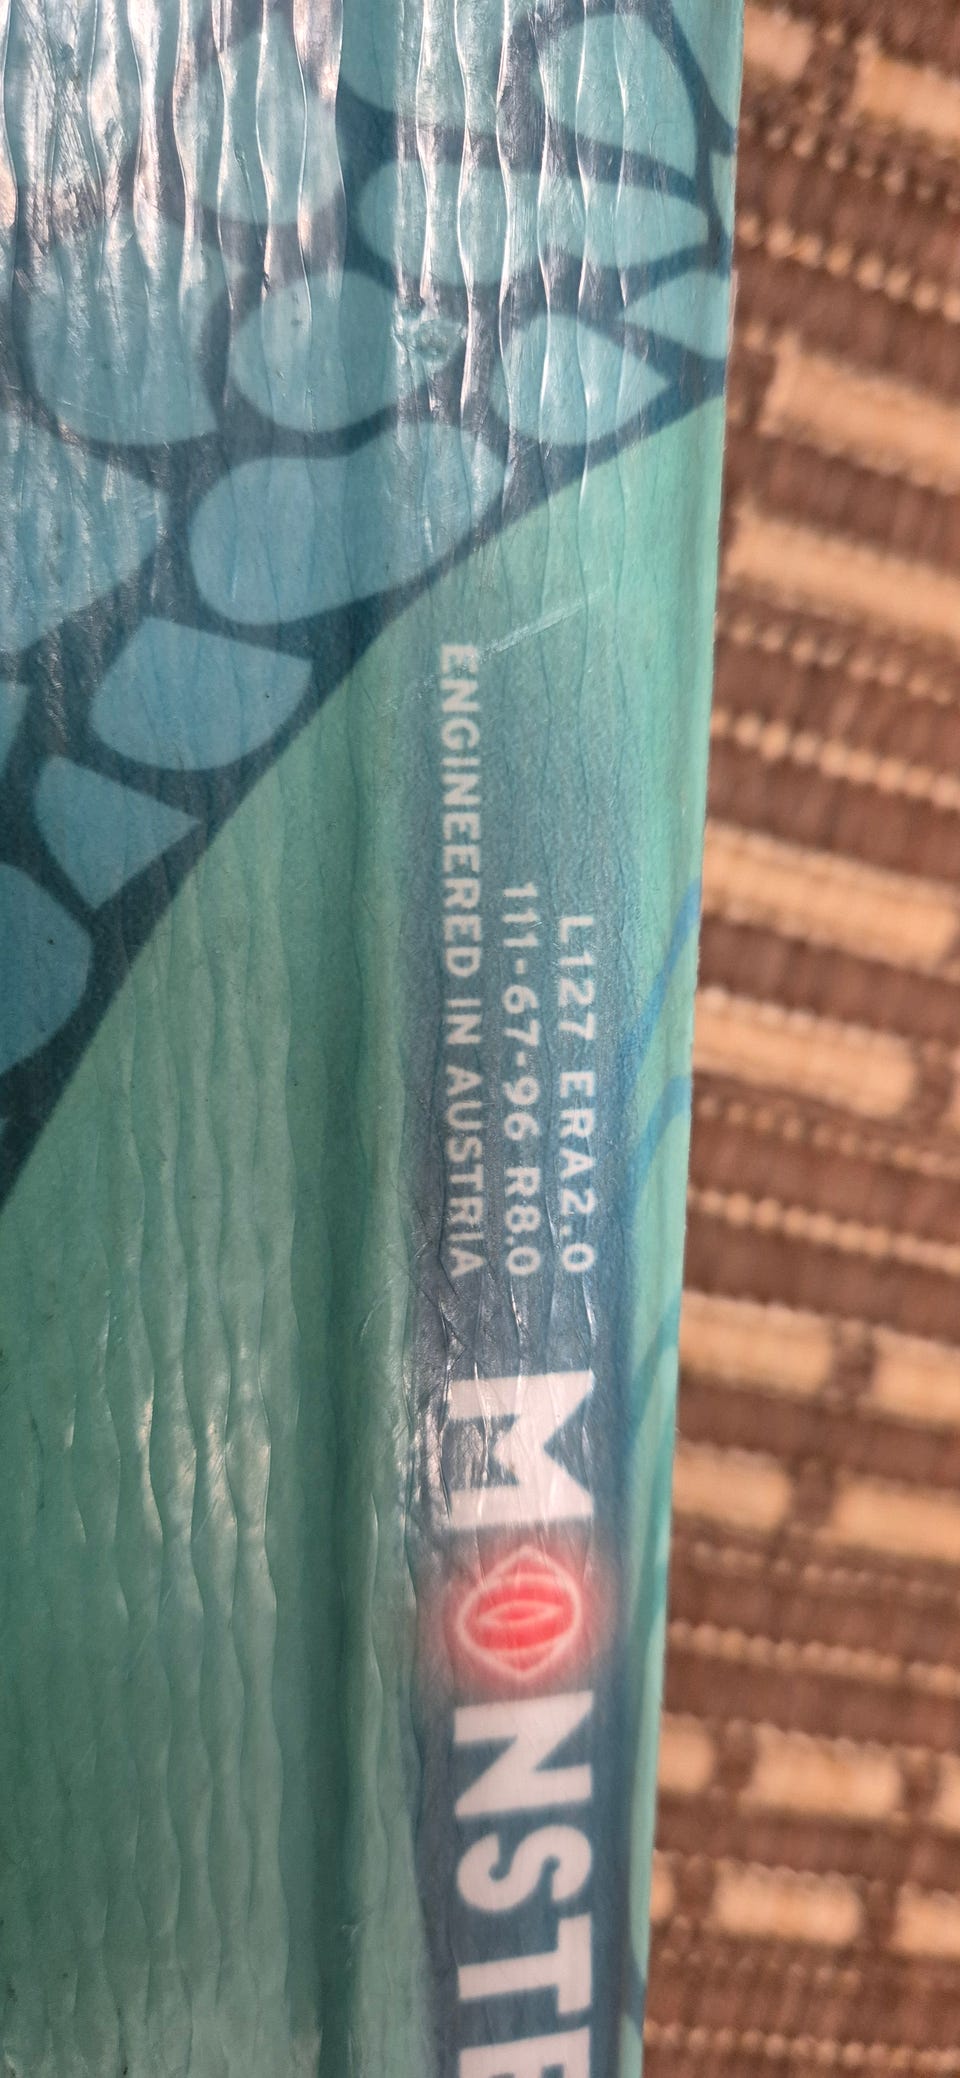 L127 ERA2.0
111-67-96 R8.0
ENGINEERED IN AUSTRIA
MONSTE